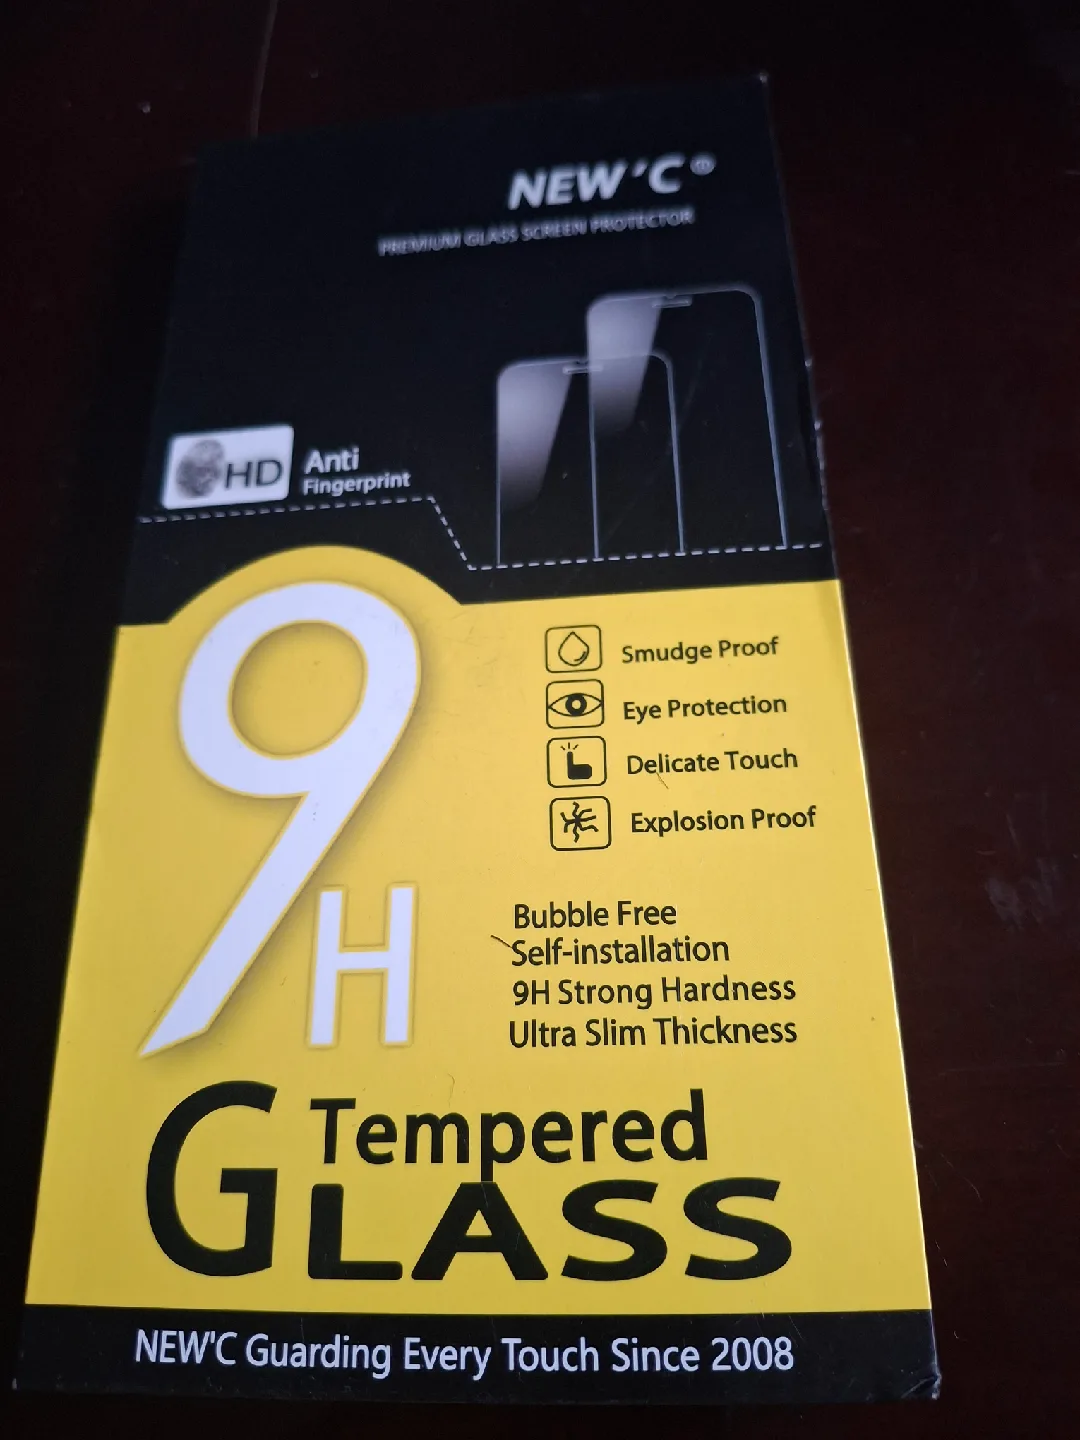 NEW'C®
PREMIUM GLASS SCREEN PROTECTOR
HD
Anti
Fingerprint
9H
Smudge Proof
Eye Protection
Delicate Touch
Explosion Proof
Bubble Free
Self-installation
9H Strong Hardness
Ultra Slim Thickness
Tempered
GLASS
NEW'C Guarding Every Touch Since 2008